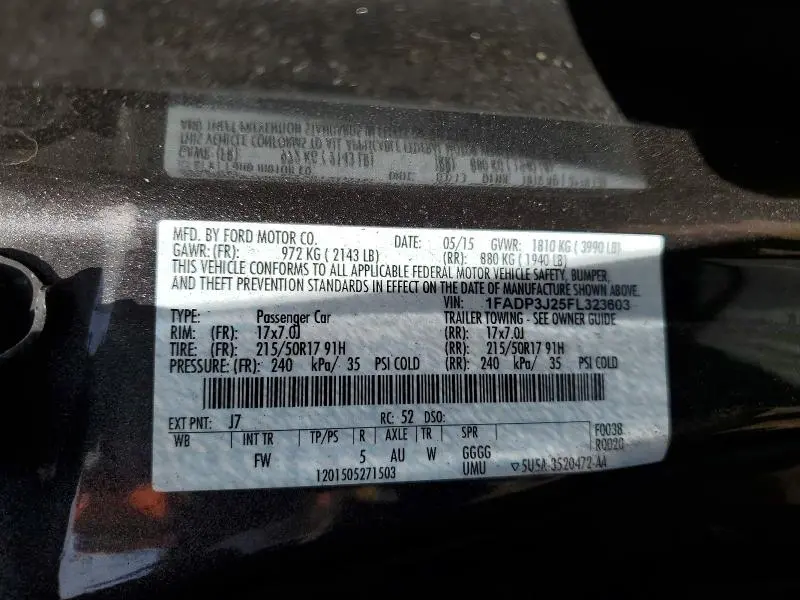 MFD. BY FORD MOTOR CO. DATE: 05/15 GVWR: 1810 KG ( 3990 LB)
GAWR: (FR): 972 KG ( 2143 LB) (RR): 880 KG ( 1940 LB)
THIS VEHICLE CONFORMS TO ALL APPLICABLE FEDERAL MOTOR VEHICLE SAFETY, BUMPER,
AND THEFT PREVENTION STANDARDS IN EFFECT ON THE DATE OF MANUFACTURE SHOWN ABOVE.
VIN: 1FADP3J25FL323603
TYPE: Passenger Car TRAILER TOWING - SEE OWNER GUIDE
RIM: (FR): 17x7.0J (RR): 17x7.0J
TIRE: (FR): 215/50R17 91H (RR): 215/50R17 91H
PRESSURE: (FR): 240 kPa/ 35 PSI COLD (RR): 240 kPa/ 35 PSI COLD
EXT PNT: J7 RC: 52 DSO: F0038
WB INT TR TP/PS R AXLE TR SPR R0020
FW 5 AU W GGGG
1201505271503 UMU ▽5U5A-3520472-AA